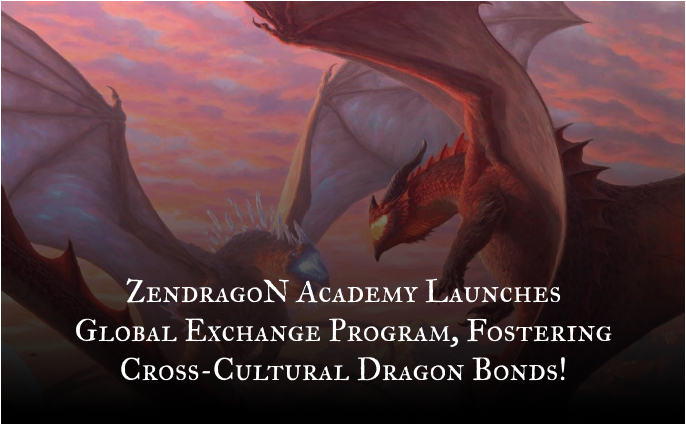 ZendragoN Academy Launches
Global Exchange Program, Fostering
Cross-Cultural Dragon Bonds!